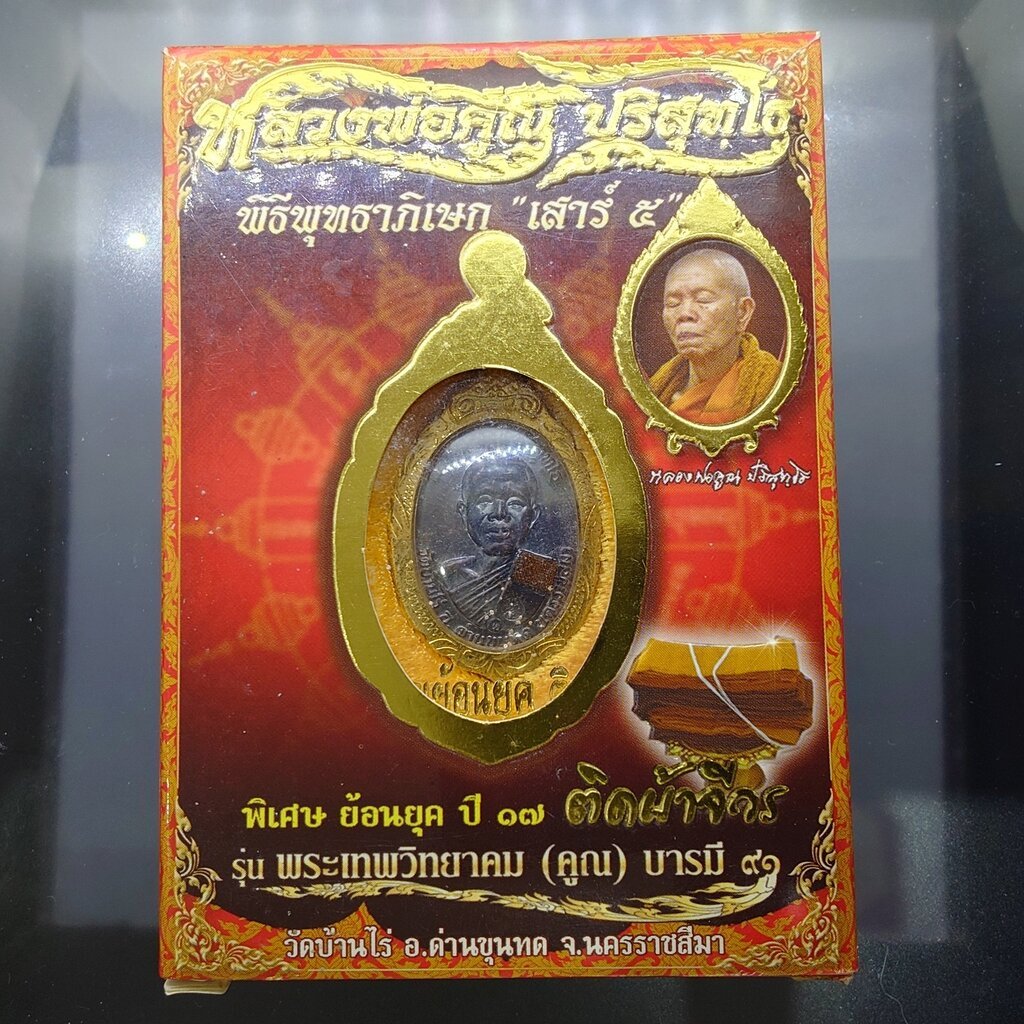 หลวงพ่อคูณ ปริสุทฺโธ
พิธีพุทธาภิเษก "เสาร์ ๕"
หลวงพ่อคูณ ปริสุทฺโธ
ย้อนยุค
พิเศษ ย้อนยุค ปี ๑๗ ติดผ้าจีวร
รุ่น พระเทพวิทยาคม (คูณ) บารมี ๙๑
วัดบ้านไร่ อ.ด่านขุนทด จ.นครราชสีมา